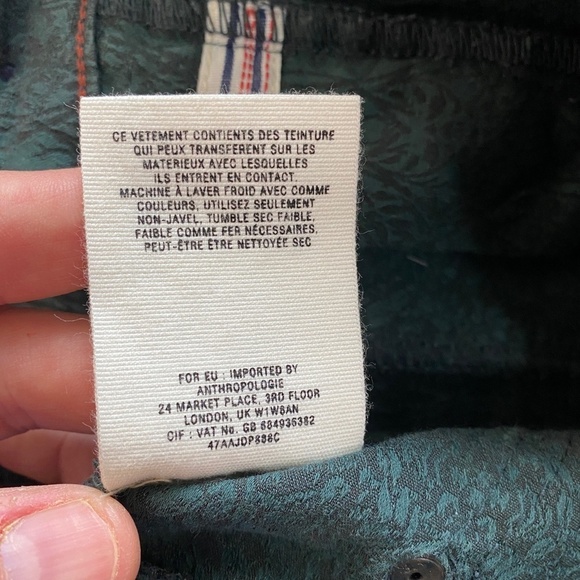 CE VETEMENT CONTIENTS DES TEINTURE
QUI PEUX TRANSFERENT SUR LES
MATERIEUX AVEC LESQUELLES
ILS ENTRENT EN CONTACT.
MACHINE À LAVER FROID AVEC COMME
COULEURS, UTILISEZ SEULEMENT
NON-JAVEL, TUMBLE SEC FAIBLE,
FAIBLE COMME FER NÉCESSAIRES.
PEUT-ÊTRE ÊTRE NETTOYÉE SEC
FOR EU : IMPORTED BY
ANTHROPOLOGIE
24 MARKET PLACE, 3RD FLOOR
LONDON, UK W1W8AN
CIF : VAT No. GB 684936382
47AAJDP888C